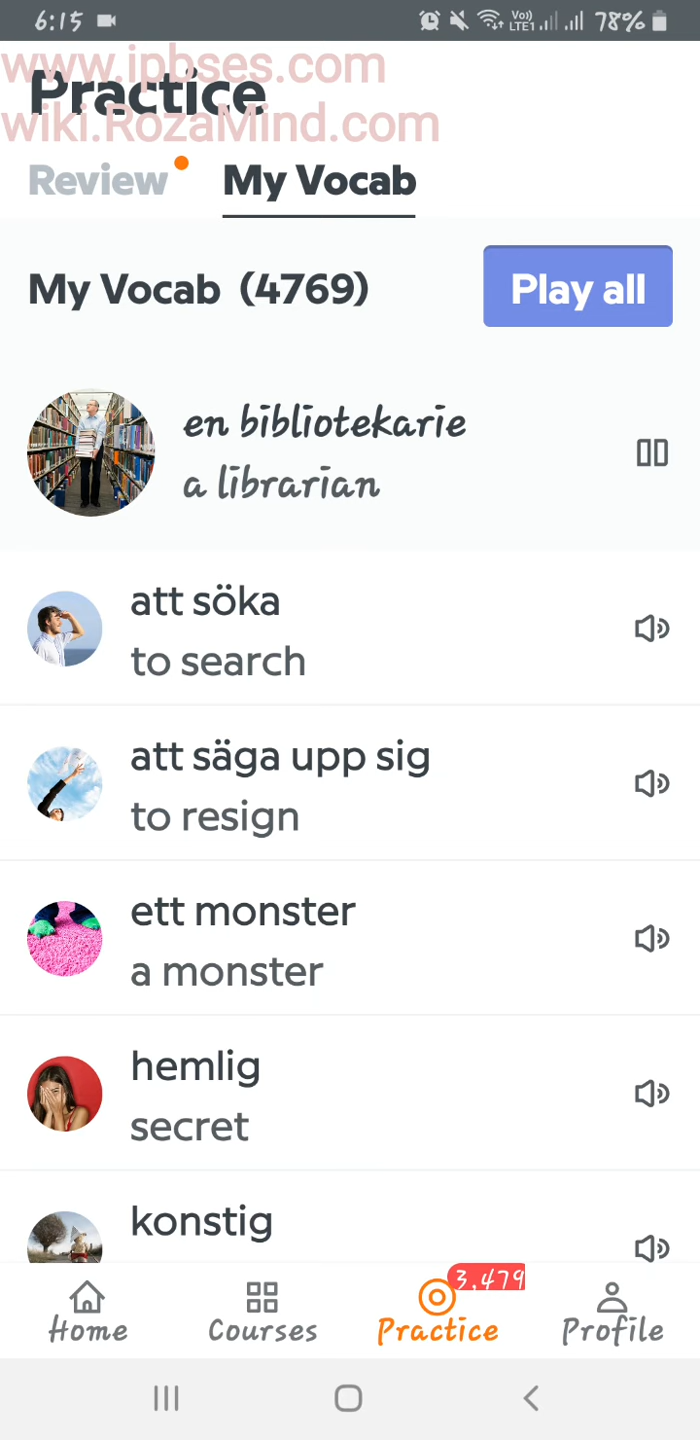 6:15 Vo) LTE1 78%
www.ipbses.com
Practice
wiki.RozaMind.com
Review My Vocab
My Vocab (4769) Play all
en bibliotekarie
a librarian
att söka
to search
att säga upp sig
to resign
ett monster
a monster
hemlig
secret
konstig
3,479
Home Courses Practice Profile